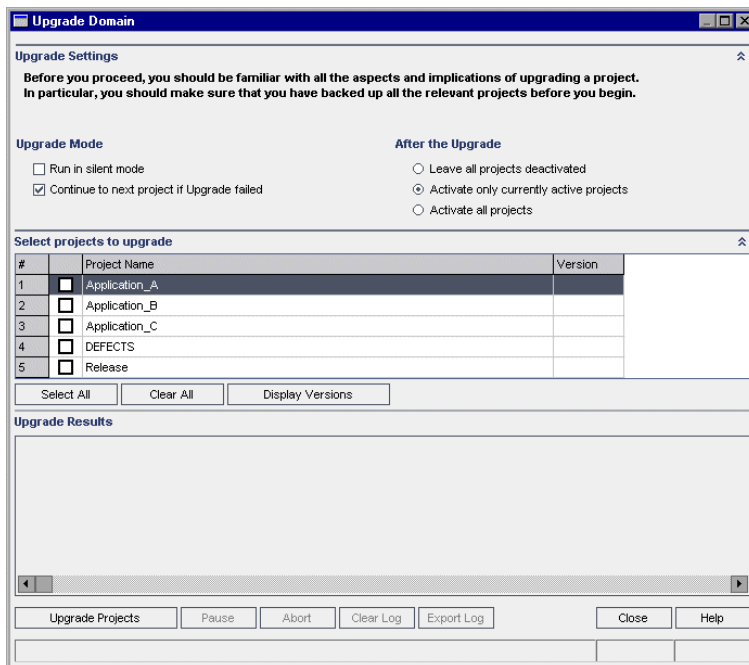 Upgrade Domain
Upgrade Settings
Before you proceed, you should be familiar with all the aspects and implications of upgrading a project.
In particular, you should make sure that you have backed up all the relevant projects before you begin.
Upgrade Mode
Run in silent mode
Continue to next project if Upgrade failed
After the Upgrade
Leave all projects deactivated
Activate only currently active projects
Activate all projects
Select projects to upgrade
# Project Name Version
1 Application_A
2 Application_B
3 Application_C
4 DEFECTS
5 Release
Select All Clear All Display Versions
Upgrade Results
Upgrade Projects Pause Abort Clear Log Export Log Close Help